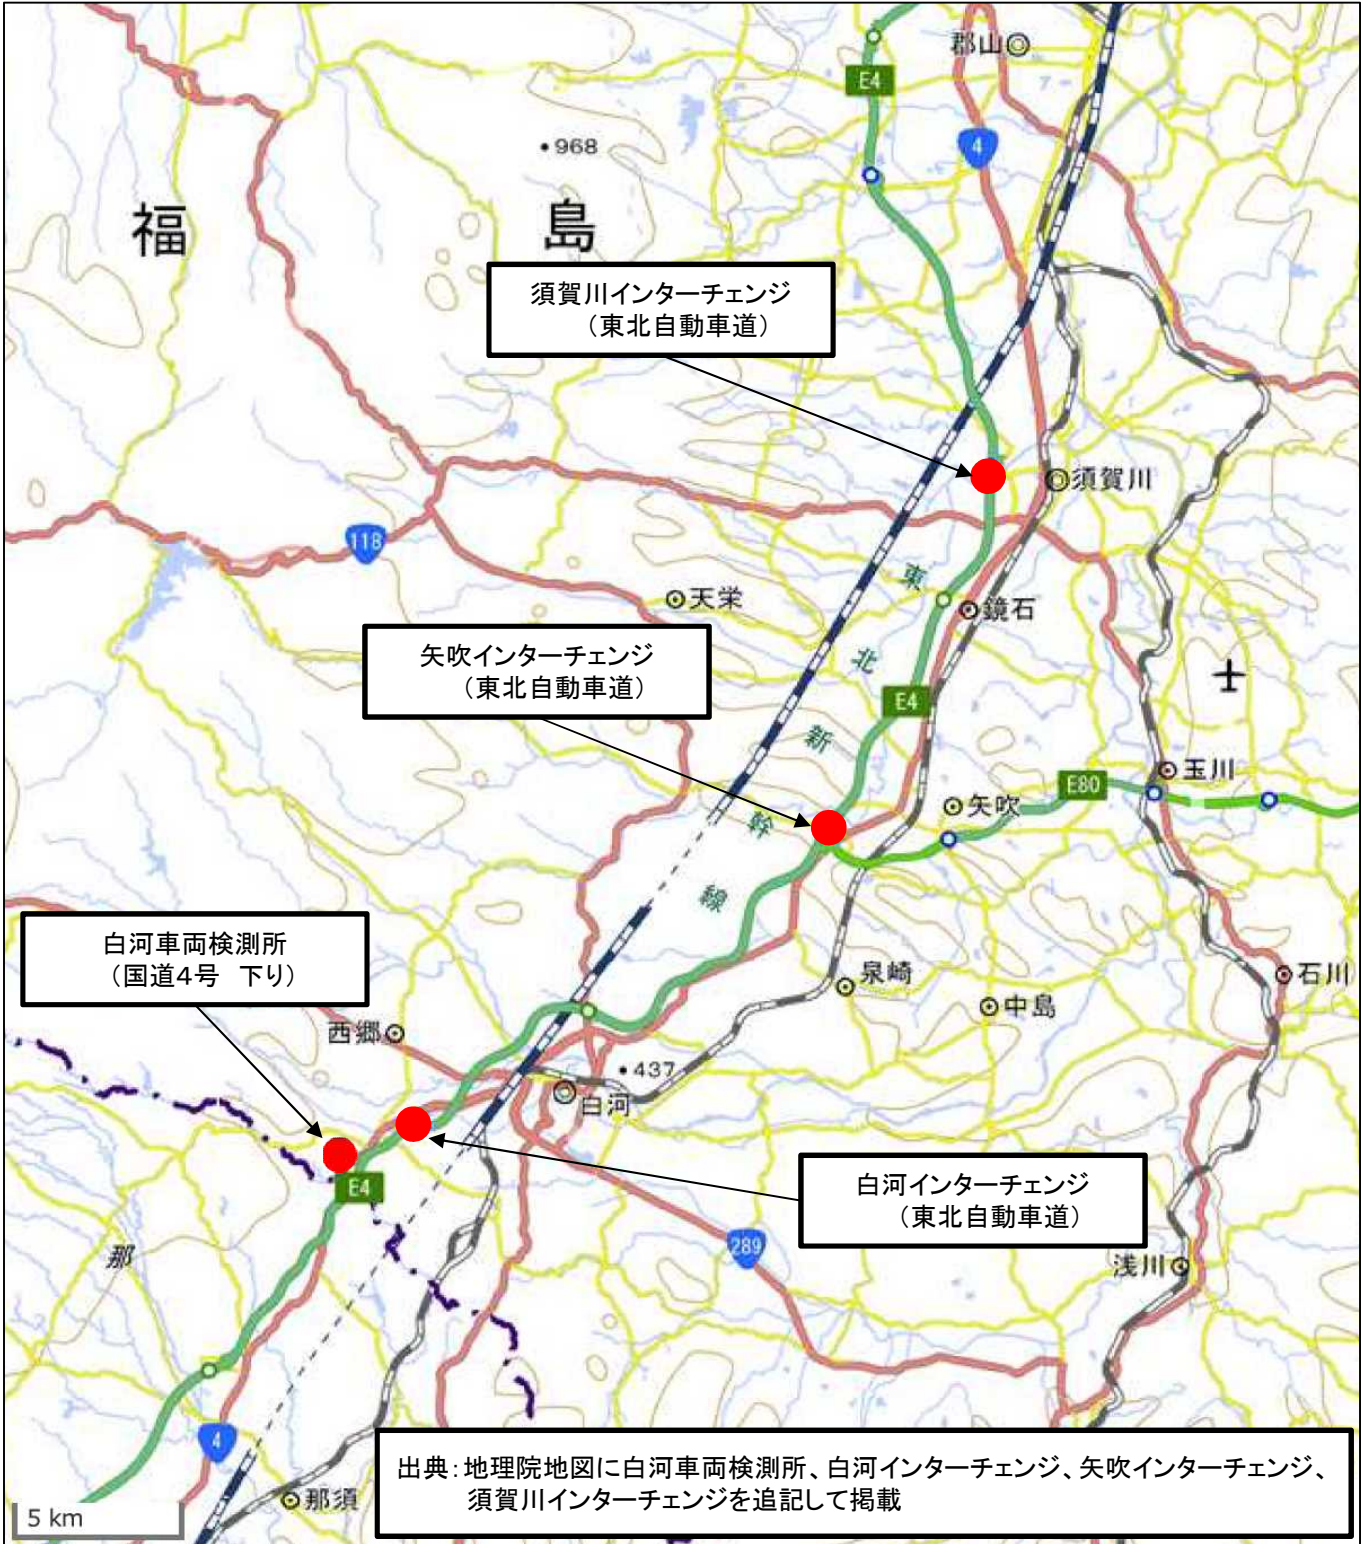 郡山
E4
4
968
福
島
須賀川インターチェンジ
(東北自動車道)
須賀川
118
東
北
新
幹
線
天栄
鏡石
矢吹インターチェンジ
(東北自動車道)
E4
玉川
E80
矢吹
白河車両検測所
(国道4号 下り)
泉崎
石川
中島
西郷
437
白河
E4
白河インターチェンジ
(東北自動車道)
289
那
浅川
4
出典:地理院地図に白河車両検測所、白河インターチェンジ、矢吹インターチェンジ、
須賀川インターチェンジを追記して掲載
那須
5 km